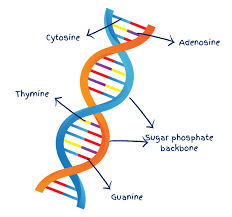 Cytosine
Adenosine
Thymine
Sugar phosphate
backbone
Guanine